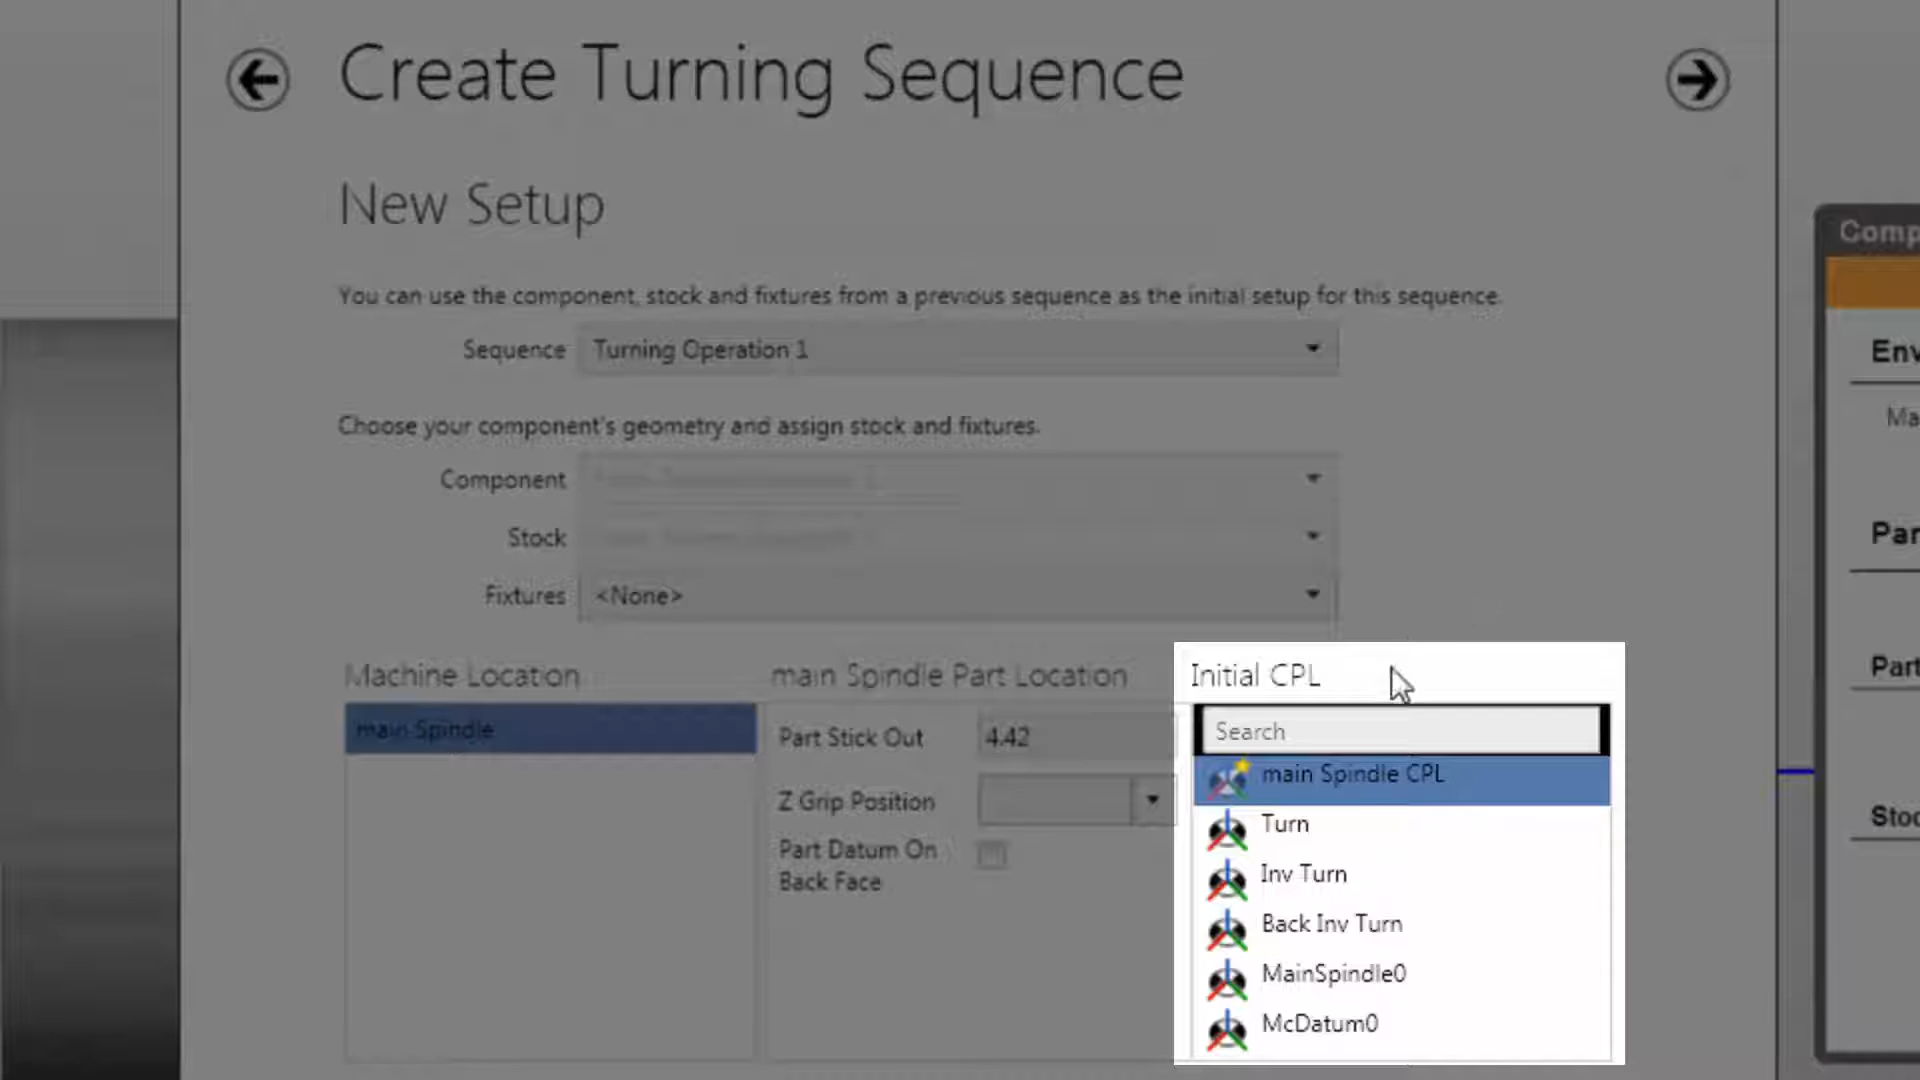 Create Turning Sequence
New Setup
You can use the component, stock and fixtures from a previous sequence as the initial setup for this sequence.
Sequence Turning Operation 1
Choose your component's geometry and assign stock and fixtures.
Component
Stock
Fixtures <None>
Machine Location
main Spindle
main Spindle Part Location
Part Stick Out 4.42
Z Grip Position
Part Datum On
Back Face
Initial CPL
Search
main Spindle CPL
Turn
Inv Turn
Back Inv Turn
MainSpindle0
McDatum0
Comp
Env
Ma
Par
Part
Stoc